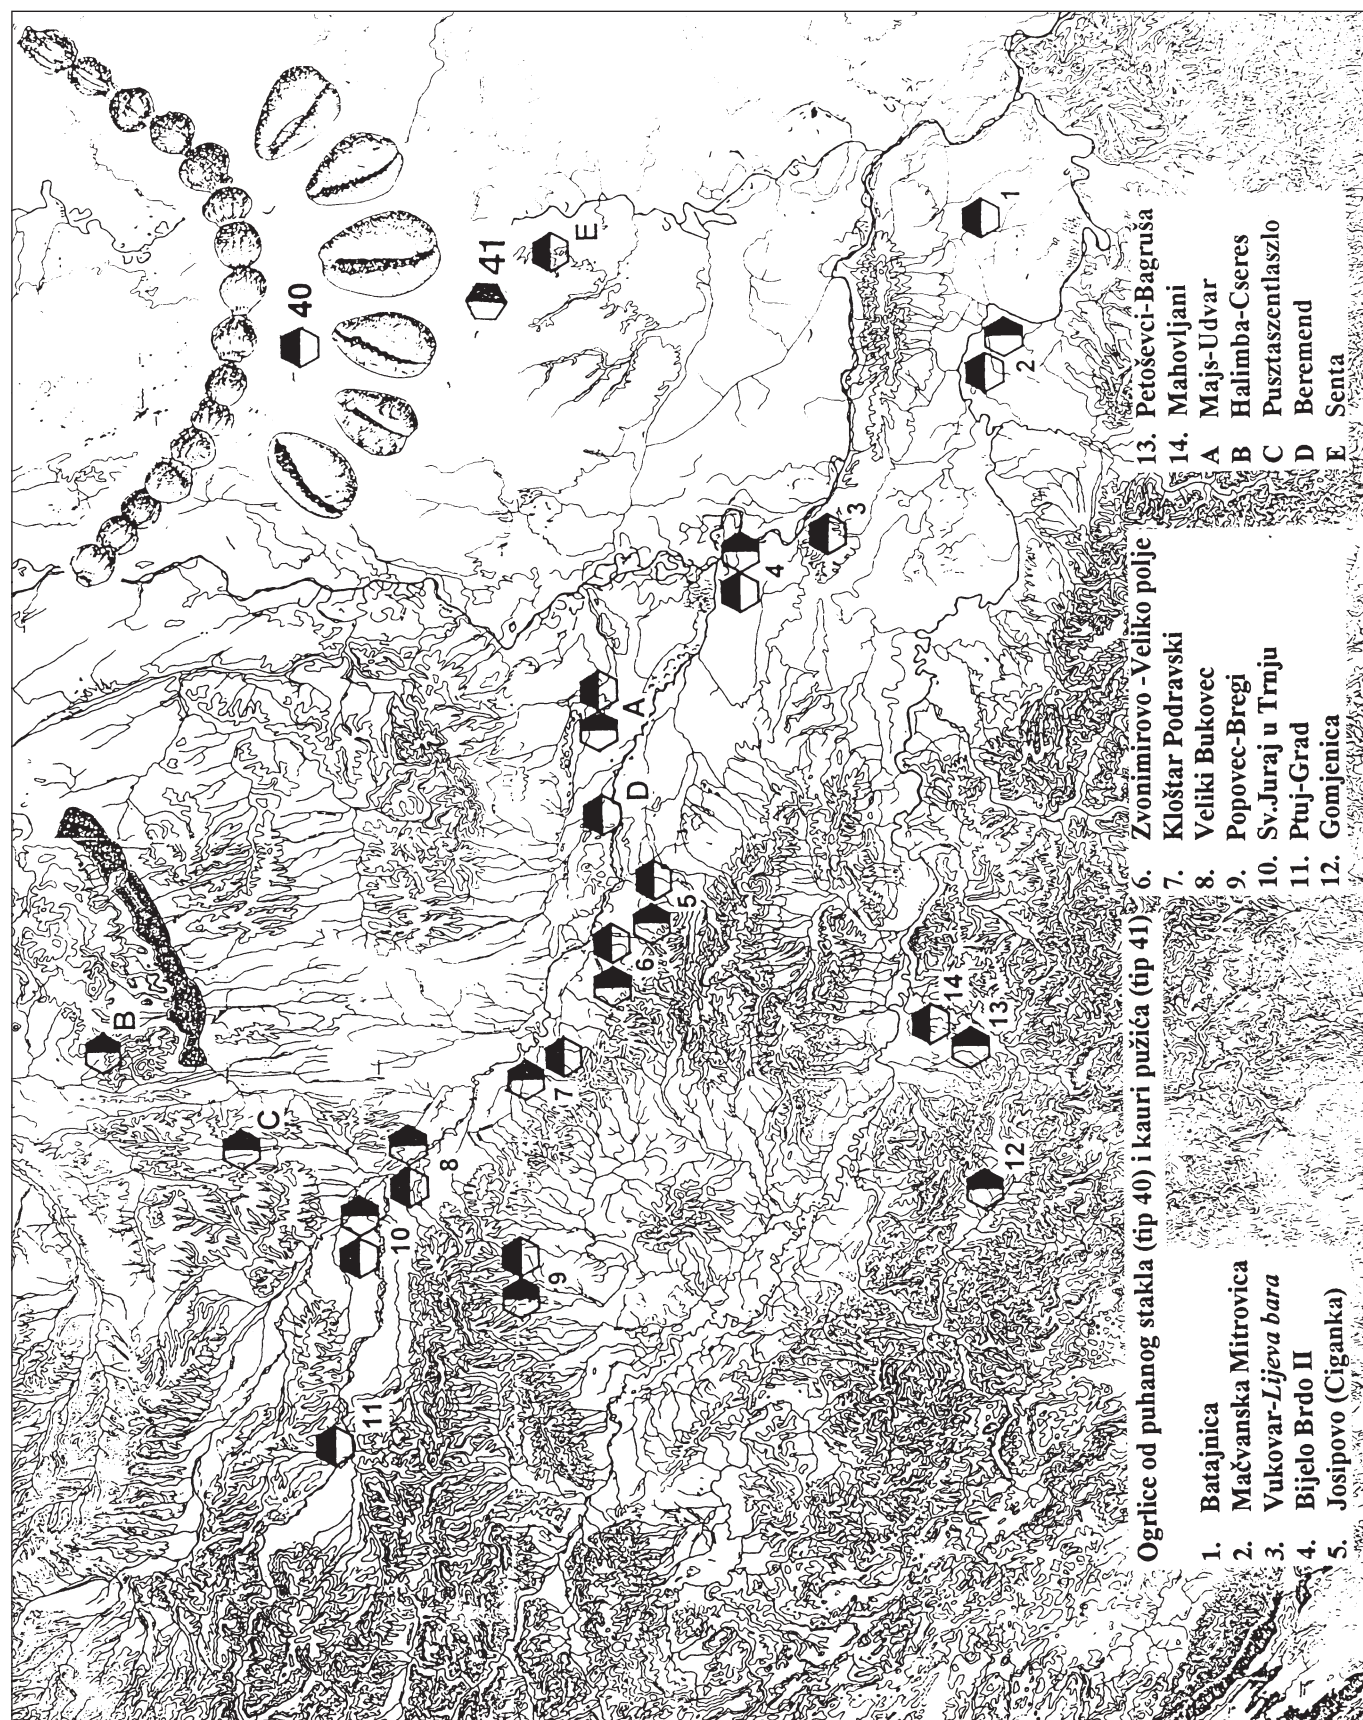 40
41
E
B
C
A
D
1
2
3
4
5
6
7
8
9
10
11
12
13
14
Ogrlice od puhanog stakla (tip 40) i kauri pužića (tip 41)
1. Batajnica
2. Mačvanska Mitrovica
3. Vukovar-Lijeva bara
4. Bijelo Brdo II
5. Josipovo (Ciganka)
6. Zvonimirovo -Veliko polje
7. Kloštar Podravski
8. Veliki Bukovec
9. Popovec-Bregi
10. Sv.Juraj u Trnju
11. Ptuj-Grad
12. Gomjenica
13. Petoševci-Bagruša
14. Mahovljani
A Majs-Udvar
B Halimba-Cseres
C Pusztaszentlaszlo
D Beremend
E Senta